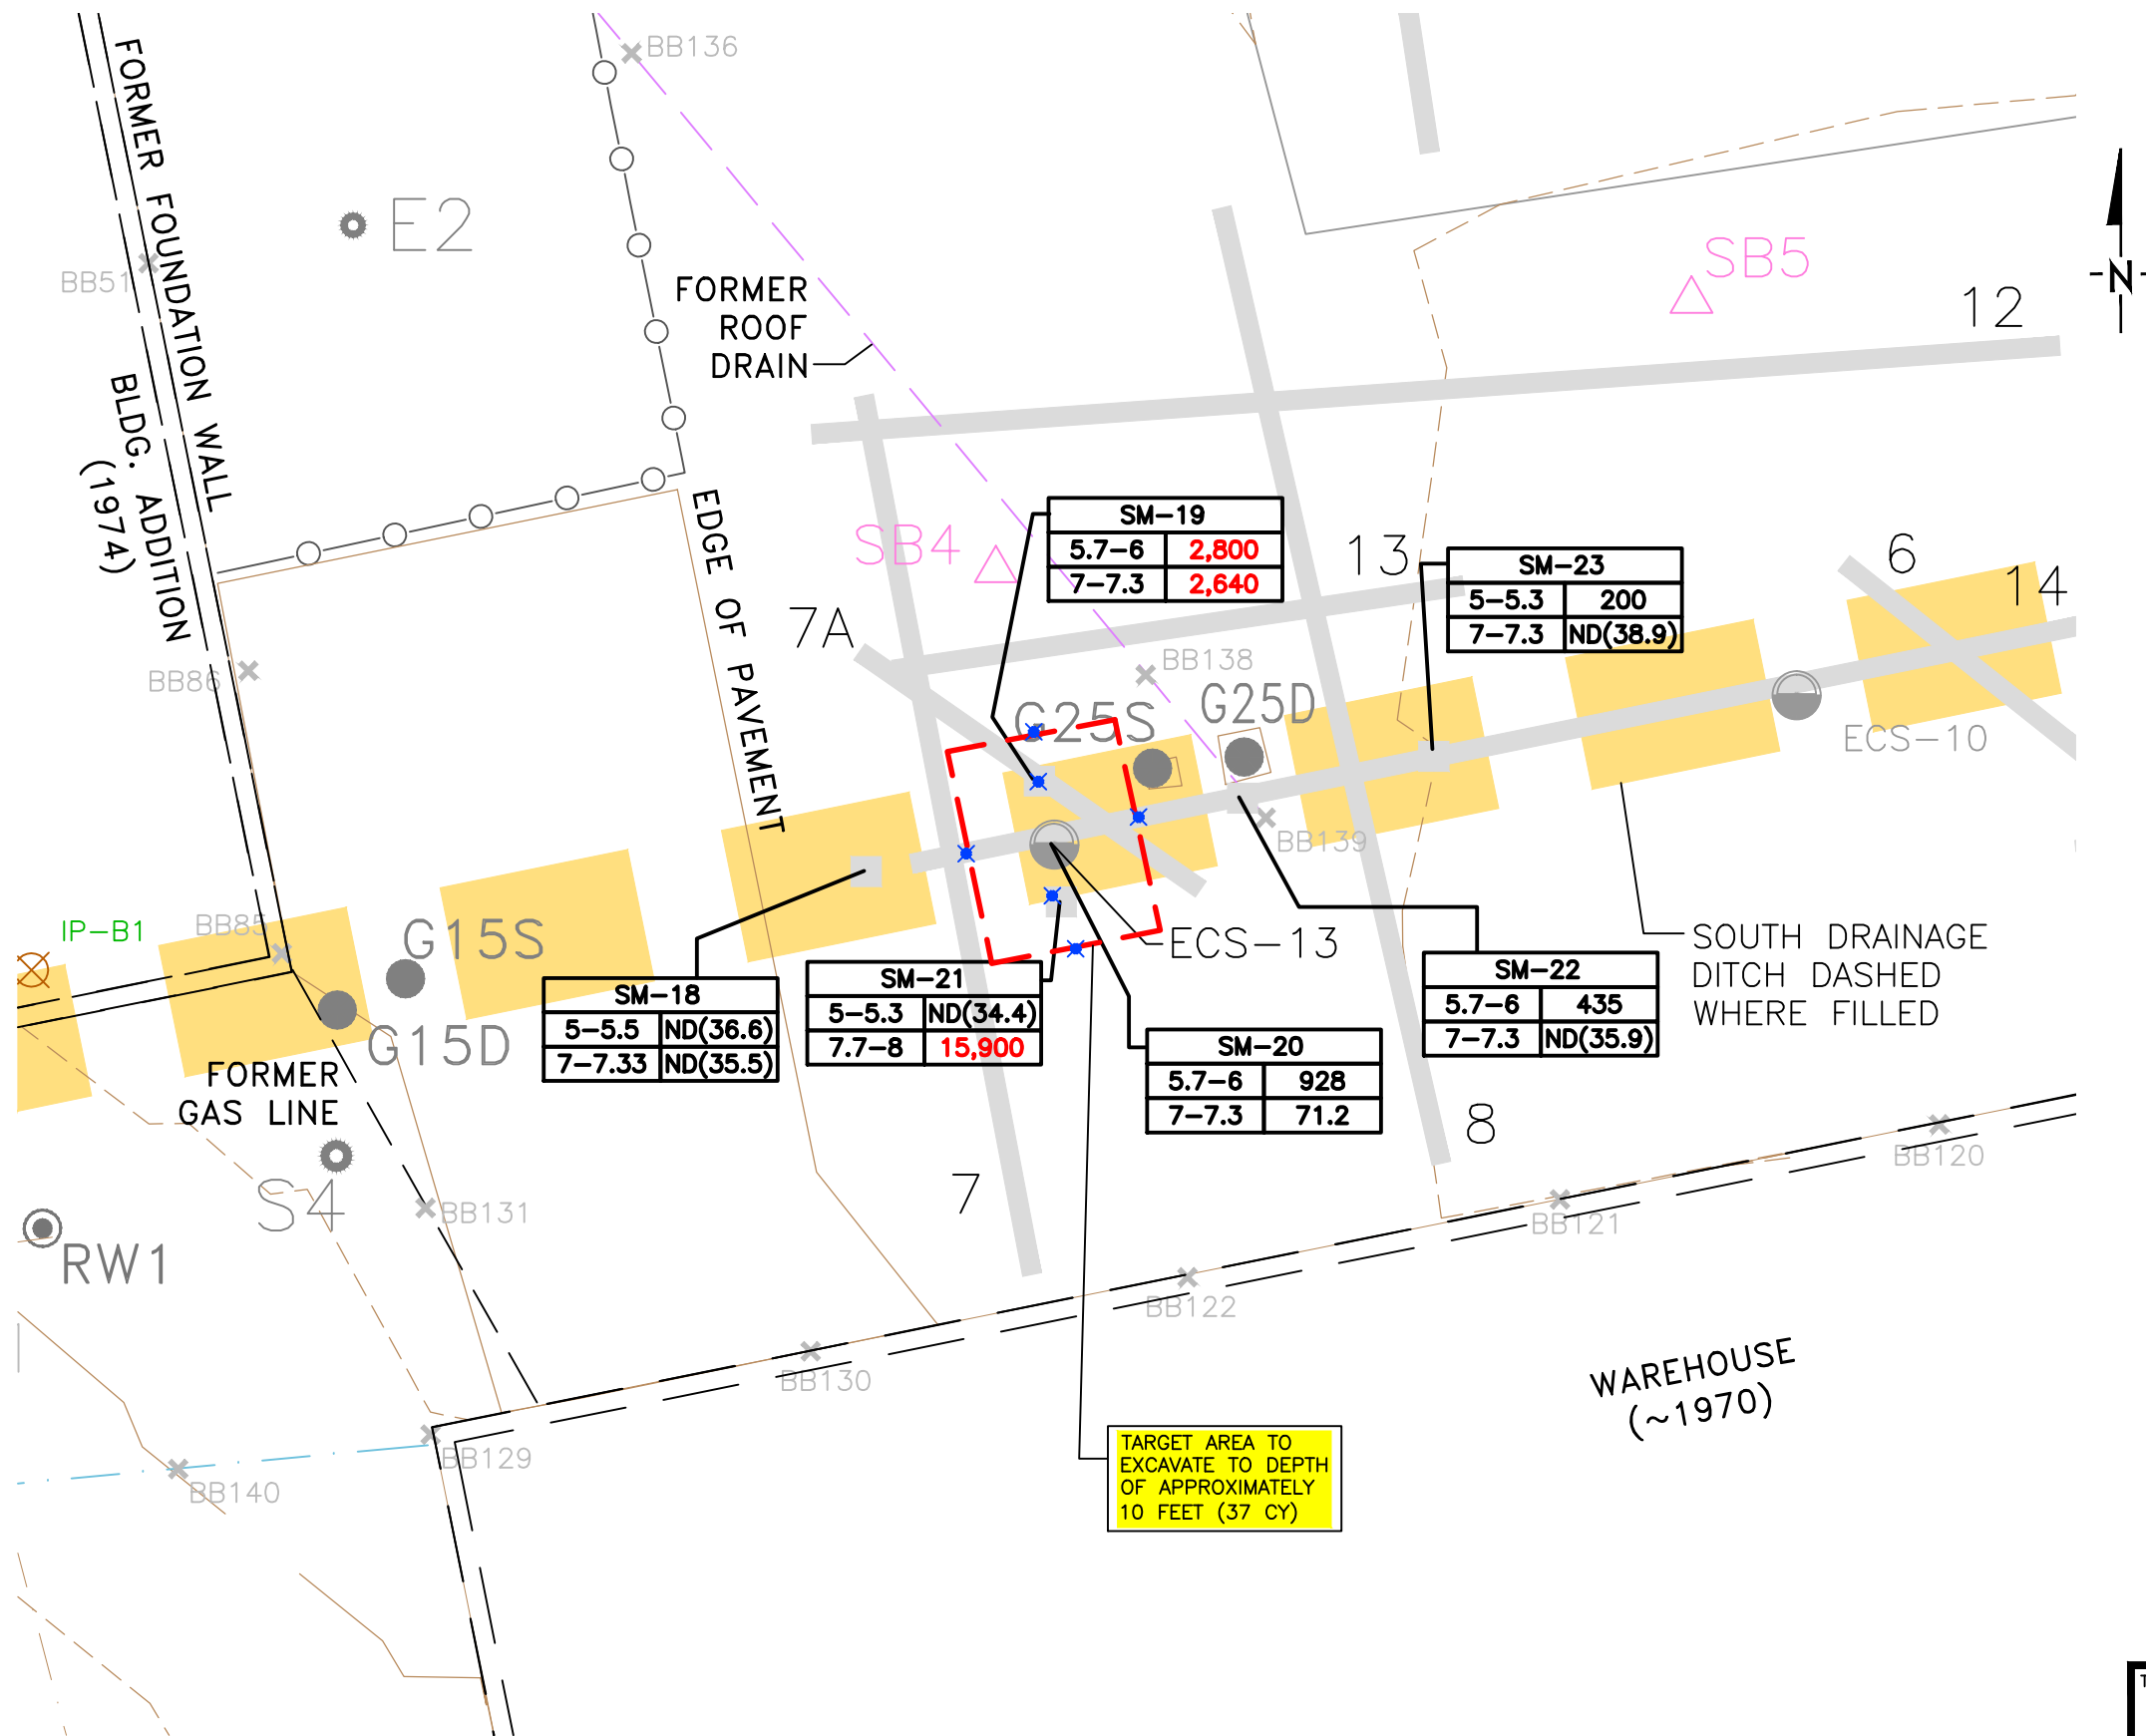 BB136
FORMER FOUNDATION WALL
BLDG. ADDITION
(1974)
E2
BB51
FORMER
ROOF
DRAIN
SB5
12
-N-
EDGE OF PAVEMENT
SB4
SM-19
5.7-6 2,800
7-7.3 2,640
13
SM-23
5-5.3 200
7-7.3 ND(38.9)
6
14
7A
BB86
BB138
G25S
G25D
ECS-10
BB139
IP-B1
BB85
G15S
G15D
ECS-13
SOUTH DRAINAGE
DITCH DASHED
WHERE FILLED
SM-18
5-5.5 ND(36.6)
7-7.33 ND(35.5)
SM-21
5-5.3 ND(34.4)
7.7-8 15,900
SM-22
5.7-6 435
7-7.3 ND(35.9)
SM-20
5.7-6 928
7-7.3 71.2
FORMER
GAS LINE
S4
7
8
BB120
BB131
BB121
RW1
BB122
BB130
WAREHOUSE
(~1970)
BB129
BB140
TARGET AREA TO
EXCAVATE TO DEPTH
OF APPROXIMATELY
10 FEET (37 CY)